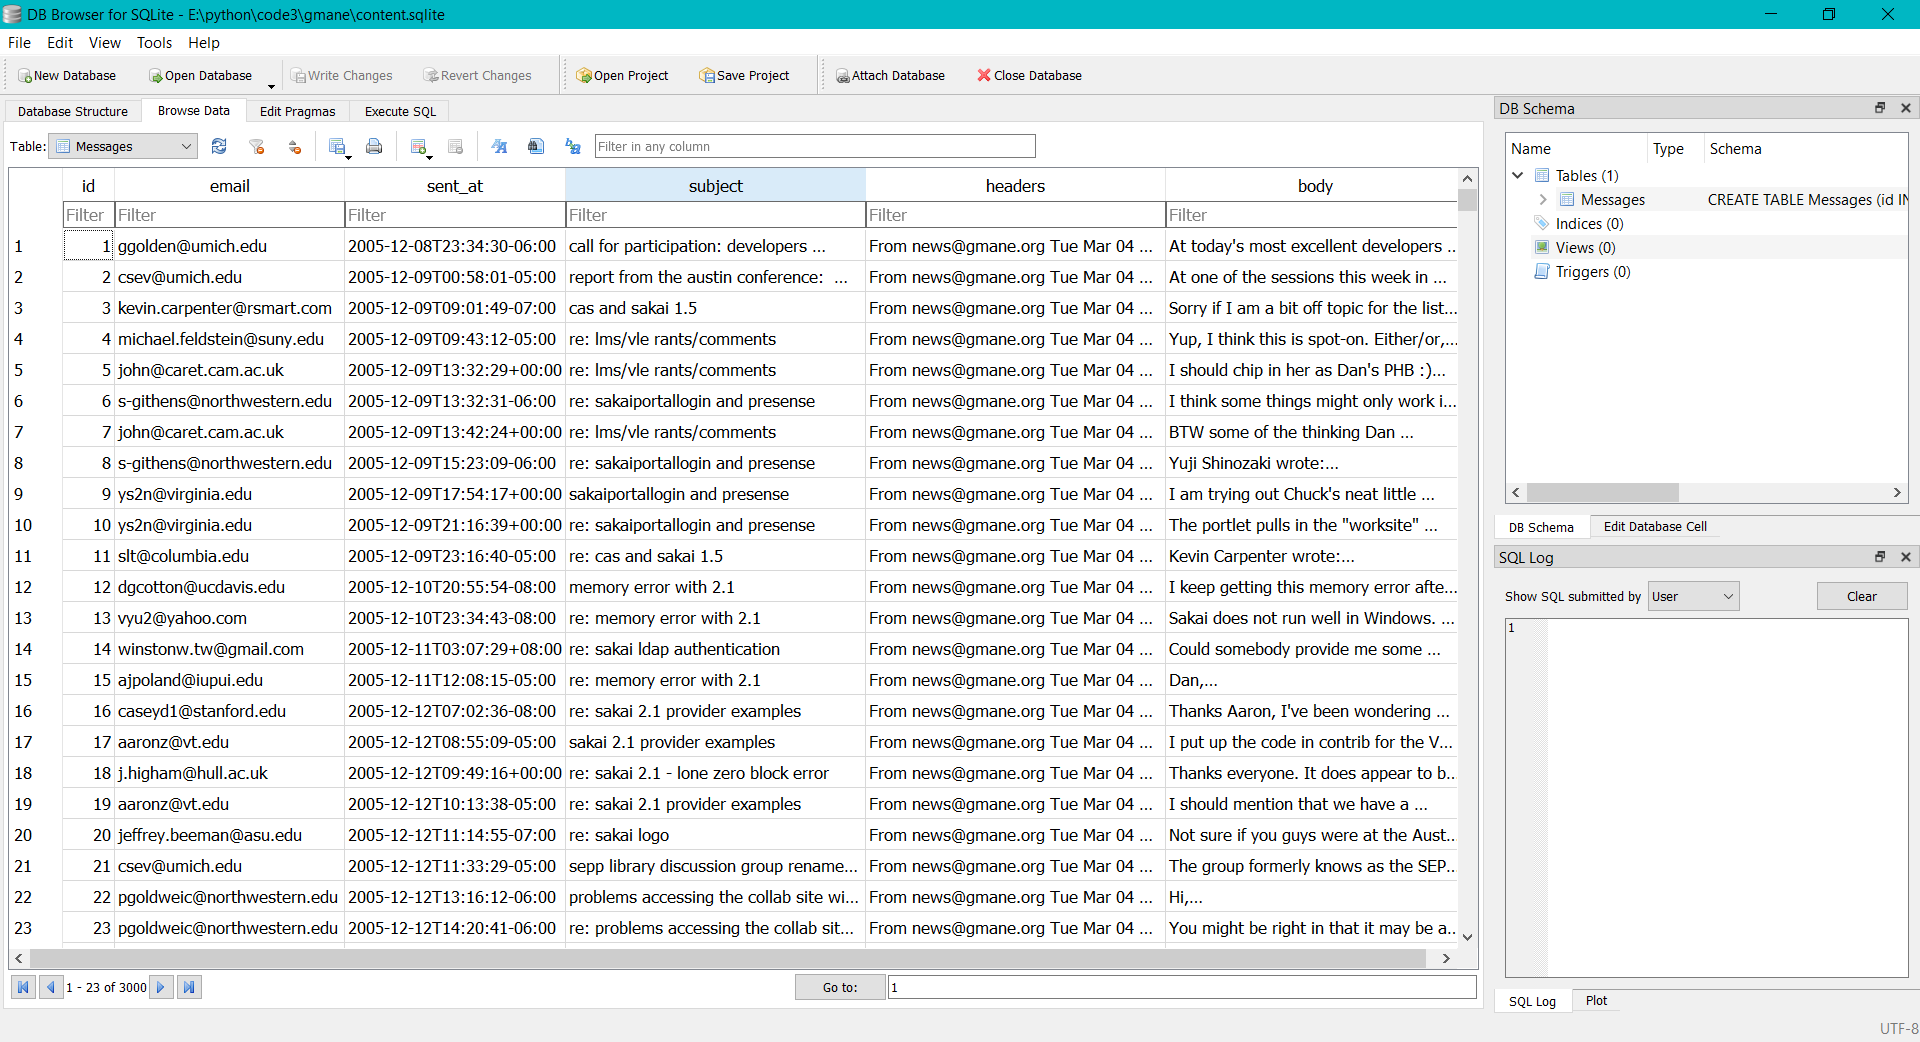 DB Browser for SQLite - E:\python\code3\gmane\content.sqlite
File Edit View Tools Help
New Database Open Database Write Changes Revert Changes Open Project Save Project Attach Database Close Database
Database Structure Browse Data Edit Pragmas Execute SQL
Table: Messages Filter in any column
id email sent_at subject headers body
Filter Filter Filter Filter Filter Filter
1 1 ggolden@umich.edu 2005-12-08T23:34:30-06:00 call for participation: developers ... From news@gmane.org Tue Mar 04 ... At today's most excellent developers ...
2 2 csev@umich.edu 2005-12-09T00:58:01-05:00 report from the austin conference: ... From news@gmane.org Tue Mar 04 ... At one of the sessions this week in ...
3 3 kevin.carpenter@rsmart.com 2005-12-09T09:01:49-07:00 cas and sakai 1.5 From news@gmane.org Tue Mar 04 ... Sorry if I am a bit off topic for the list...
4 4 michael.feldstein@suny.edu 2005-12-09T09:43:12-05:00 re: lms/vle rants/comments From news@gmane.org Tue Mar 04 ... Yup, I think this is spot-on. Either/or,...
5 5 john@caret.cam.ac.uk 2005-12-09T13:32:29+00:00 re: lms/vle rants/comments From news@gmane.org Tue Mar 04 ... I should chip in her as Dan's PHB :)...
6 6 s-githens@northwestern.edu 2005-12-09T13:32:31-06:00 re: sakaiportallogin and presense From news@gmane.org Tue Mar 04 ... I think some things might only work i...
7 7 john@caret.cam.ac.uk 2005-12-09T13:42:24+00:00 re: lms/vle rants/comments From news@gmane.org Tue Mar 04 ... BTW some of the thinking Dan ...
8 8 s-githens@northwestern.edu 2005-12-09T15:23:09-06:00 re: sakaiportallogin and presense From news@gmane.org Tue Mar 04 ... Yuji Shinozaki wrote:...
9 9 ys2n@virginia.edu 2005-12-09T17:54:17+00:00 sakaiportallogin and presense From news@gmane.org Tue Mar 04 ... I am trying out Chuck's neat little ...
10 10 ys2n@virginia.edu 2005-12-09T21:16:39+00:00 re: sakaiportallogin and presense From news@gmane.org Tue Mar 04 ... The portlet pulls in the "worksite" ...
11 11 slt@columbia.edu 2005-12-09T23:16:40-05:00 re: cas and sakai 1.5 From news@gmane.org Tue Mar 04 ... Kevin Carpenter wrote:...
12 12 dgcotton@ucdavis.edu 2005-12-10T20:55:54-08:00 memory error with 2.1 From news@gmane.org Tue Mar 04 ... I keep getting this memory error afte...
13 13 vyu2@yahoo.com 2005-12-10T23:34:43-08:00 re: memory error with 2.1 From news@gmane.org Tue Mar 04 ... Sakai does not run well in Windows. ...
14 14 winstonw.tw@gmail.com 2005-12-11T03:07:29+08:00 re: sakai ldap authentication From news@gmane.org Tue Mar 04 ... Could somebody provide me some ...
15 15 ajpoland@iupui.edu 2005-12-11T12:08:15-05:00 re: memory error with 2.1 From news@gmane.org Tue Mar 04 ... Dan,...
16 16 caseyd1@stanford.edu 2005-12-12T07:02:36-08:00 re: sakai 2.1 provider examples From news@gmane.org Tue Mar 04 ... Thanks Aaron, I've been wondering ...
17 17 aaronz@vt.edu 2005-12-12T08:55:09-05:00 sakai 2.1 provider examples From news@gmane.org Tue Mar 04 ... I put up the code in contrib for the V...
18 18 j.higham@hull.ac.uk 2005-12-12T09:49:16+00:00 re: sakai 2.1 - lone zero block error From news@gmane.org Tue Mar 04 ... Thanks everyone. It does appear to b...
19 19 aaronz@vt.edu 2005-12-12T10:13:38-05:00 re: sakai 2.1 provider examples From news@gmane.org Tue Mar 04 ... I should mention that we have a ...
20 20 jeffrey.beeman@asu.edu 2005-12-12T11:14:55-07:00 re: sakai logo From news@gmane.org Tue Mar 04 ... Not sure if you guys were at the Aust...
21 21 csev@umich.edu 2005-12-12T11:33:29-05:00 sepp library discussion group rename... From news@gmane.org Tue Mar 04 ... The group formerly knows as the SEP...
22 22 pgoldweic@northwestern.edu 2005-12-12T13:16:12-06:00 problems accessing the collab site wi... From news@gmane.org Tue Mar 04 ... Hi,...
23 23 pgoldweic@northwestern.edu 2005-12-12T14:20:41-06:00 re: problems accessing the collab sit... From news@gmane.org Tue Mar 04 ... You might be right in that it may be a...
1 - 23 of 3000 Go to: 1
DB Schema
Name Type Schema
Tables (1)
Messages CREATE TABLE Messages (id IN
Indices (0)
Views (0)
Triggers (0)
DB Schema Edit Database Cell
SQL Log
Show SQL submitted by User Clear
1
SQL Log Plot
UTF-8